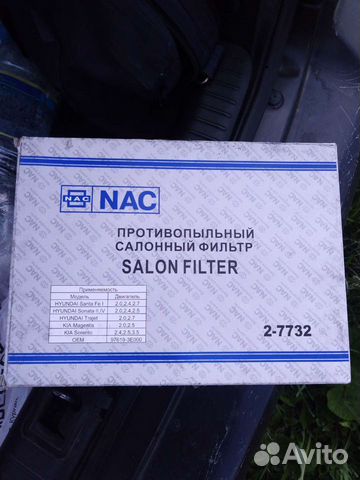 NAC NAC
ПРОТИВОПЫЛЬНЫЙ
САЛОННЫЙ ФИЛЬТР
SALON FILTER
Применяемость
Модель Двигатель
HYUNDAI Santa Fe I 2.0,2.4,2.7
HYUNDAI Sonata II,IV 2.0,2.4,2.5
HYUNDAI Trajet 2.0,2.7
KIA Magentis 2.0,2.5
KIA Sorento 2.4,2.5,3.5
OEM 97619-3E000
2-7732
Avito